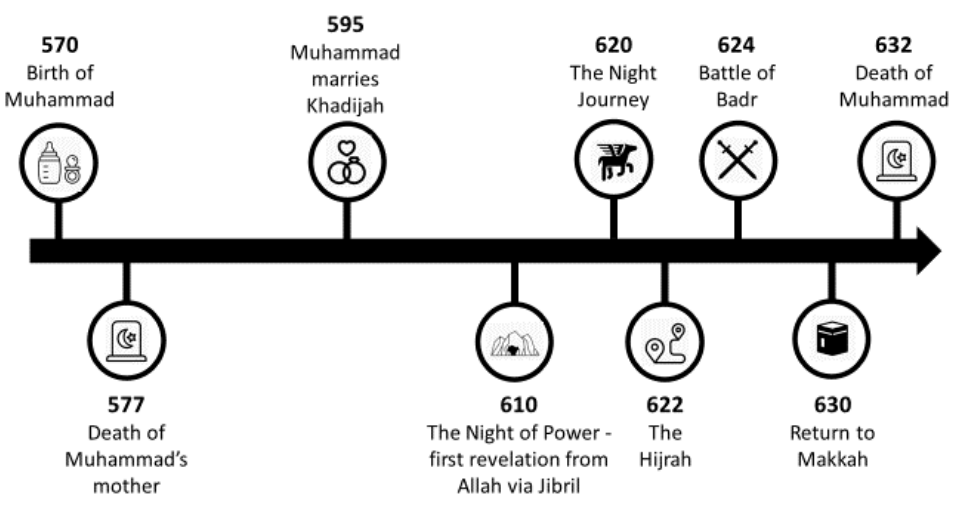 570
Birth of
Muhammad
595
Muhammad
marries
Khadijah
620
The Night
Journey
624
Battle of
Badr
632
Death of
Muhammad
577
Death of
Muhammad's
mother
610
The Night of Power -
first revelation from
Allah via Jibril
622
The
Hijrah
630
Return to
Makkah